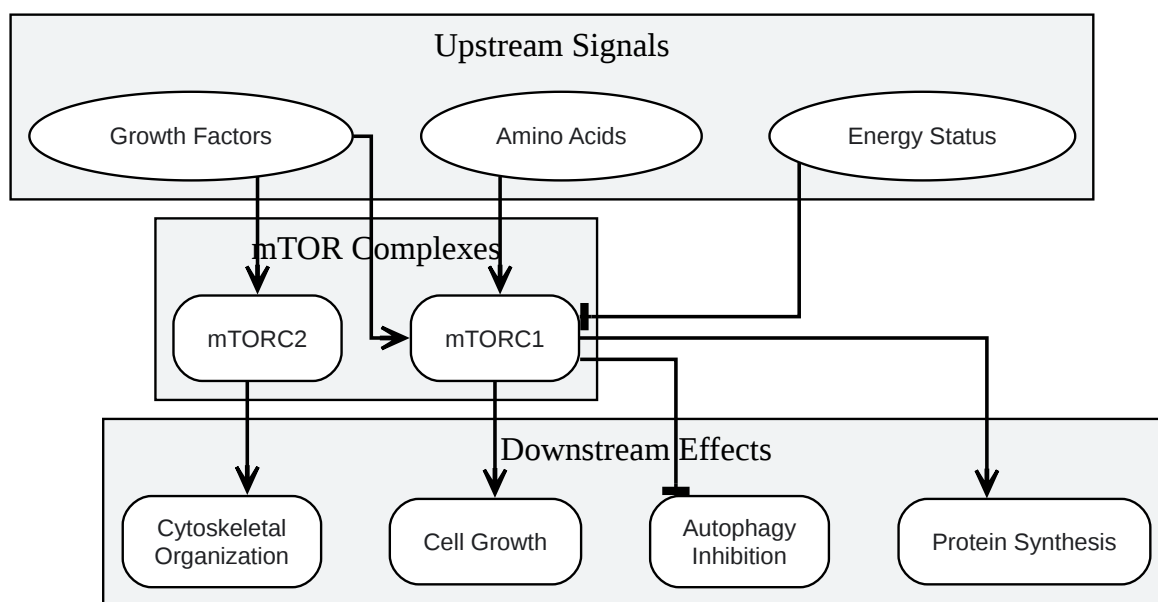 Upstream Signals
Growth Factors
Amino Acids
Energy Status
mTOR Complexes
mTORC2
mTORC1
Downstream Effects
Cytoskeletal
Organization
Cell Growth
Autophagy
Inhibition
Protein Synthesis